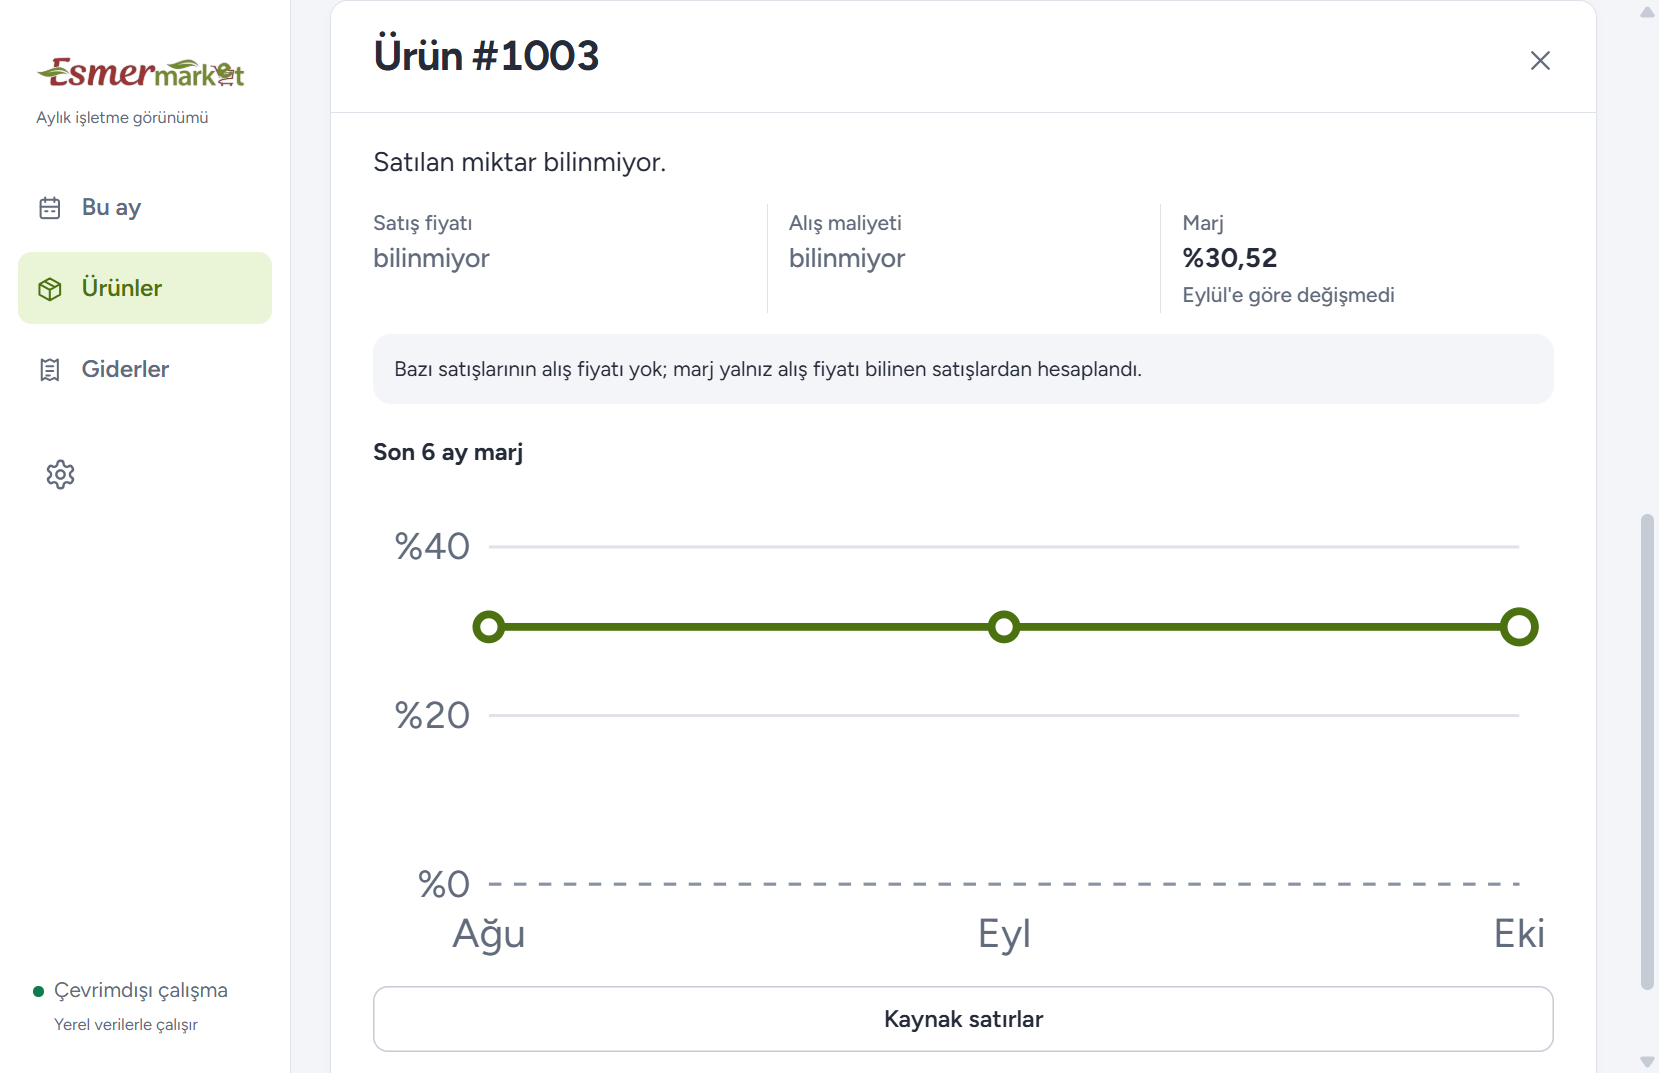 Esmermarket
Aylık işletme görünümü
Bu ay
Ürünler
Giderler
Çevrimdışı çalışma
Yerel verilerle çalışır
Ürün #1003
Satılan miktar bilinmiyor.
Satış fiyatı
bilinmiyor
Alış maliyeti
bilinmiyor
Marj
%30,52
Eylül'e göre değişmedi
Bazı satışlarının alış fiyatı yok; marj yalnız alış fiyatı bilinen satışlardan hesaplandı.
Son 6 ay marj
%40
%20
%0
Ağu
Eyl
Eki
Kaynak satırlar